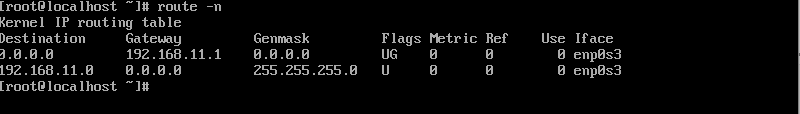 [root@localhost ~]# route -n
Kernel IP routing table
Destination     Gateway         Genmask         Flags Metric Ref    Use Iface
0.0.0.0         192.168.11.1    0.0.0.0         UG    0      0        0 enp0s3
192.168.11.0    0.0.0.0         255.255.255.0   U     0      0        0 enp0s3
[root@localhost ~]#